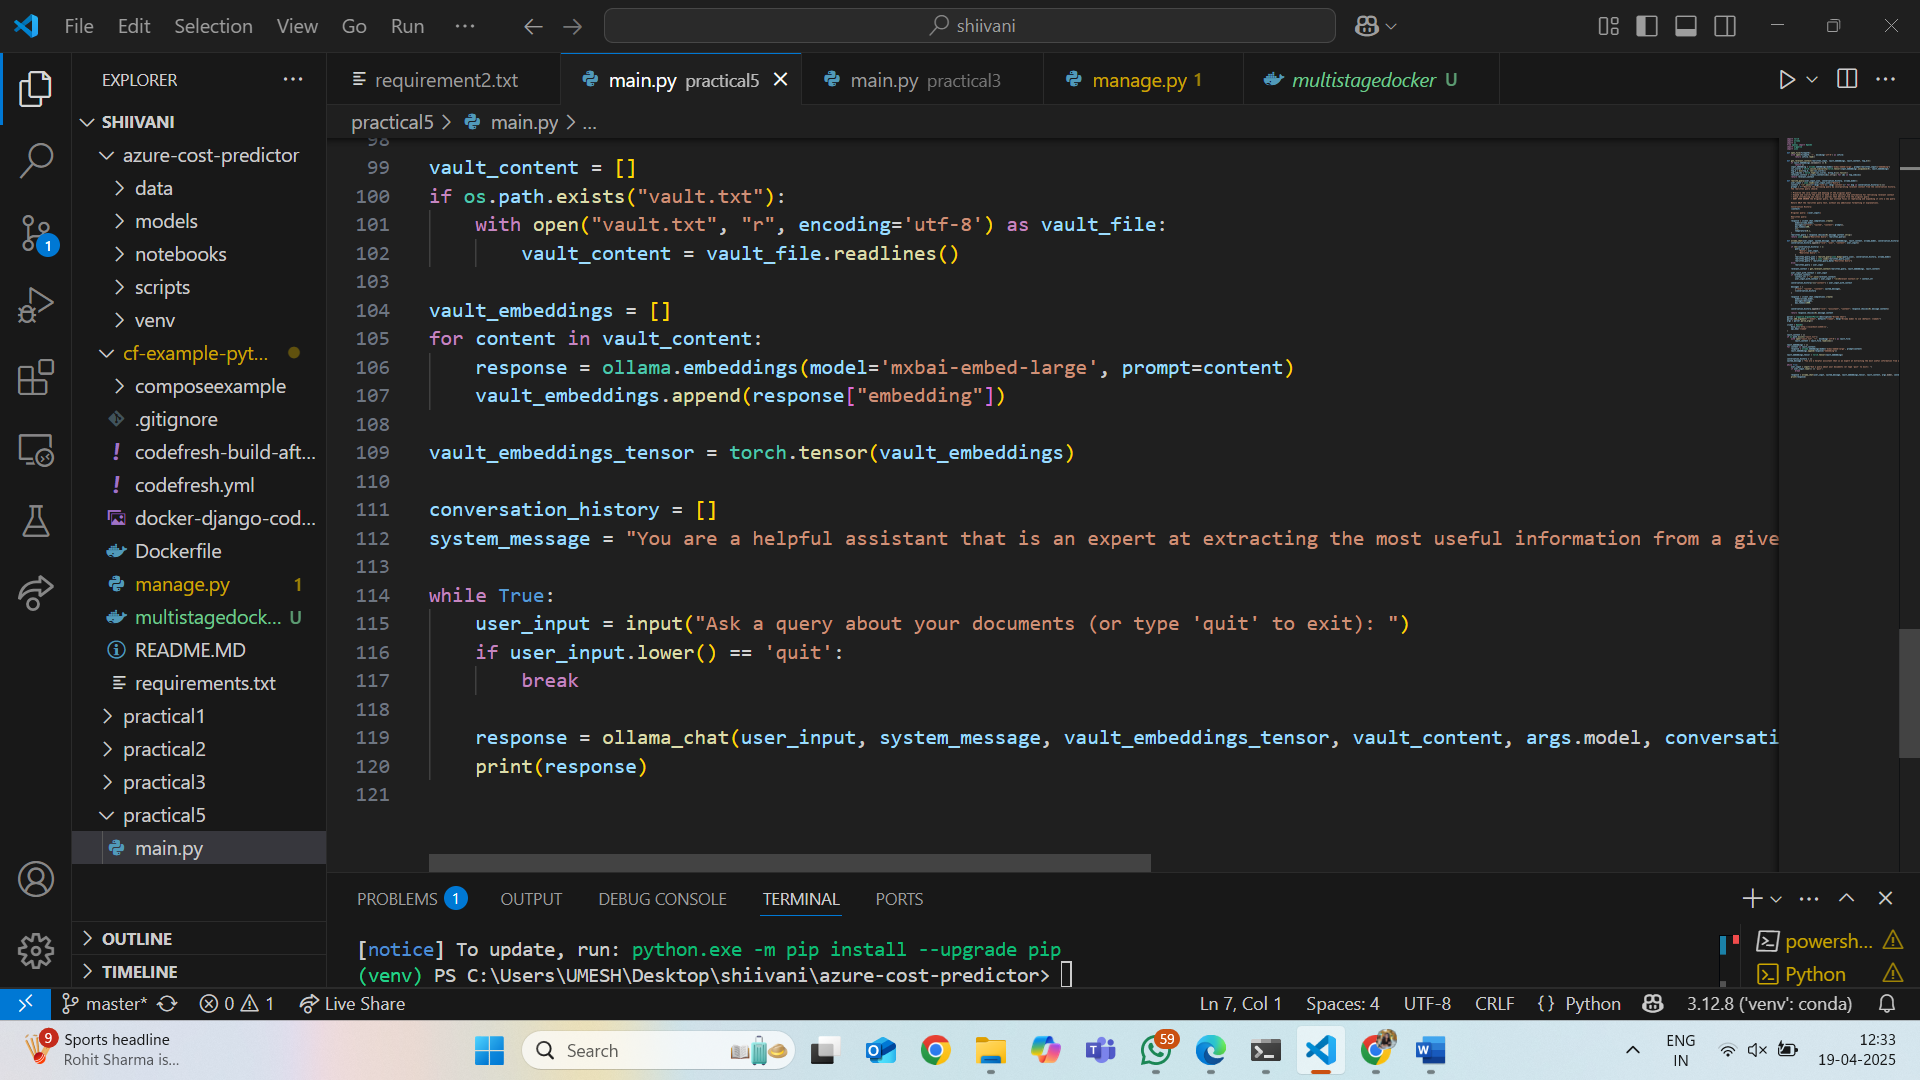 File Edit Selection View Go Run ··· shiivani
EXPLORER ···
SHIIVANI
azure-cost-predictor
data
models
notebooks
scripts
venv
cf-example-pyt...
composeexample
.gitignore
! codefresh-build-aft...
! codefresh.yml
docker-django-cod...
Dockerfile
manage.py 1
multistagedock... U
README.MD
requirements.txt
practical1
practical2
practical3
practical5
main.py
OUTLINE
TIMELINE
1
requirement2.txt main.py practical5 main.py practical3 manage.py 1 multistagedocker U
practical5 > main.py > ...
98
99 vault_content = []
100 if os.path.exists("vault.txt"):
101 with open("vault.txt", "r", encoding='utf-8') as vault_file:
102 vault_content = vault_file.readlines()
103
104 vault_embeddings = []
105 for content in vault_content:
106 response = ollama.embeddings(model='mxbai-embed-large', prompt=content)
107 vault_embeddings.append(response["embedding"])
108
109 vault_embeddings_tensor = torch.tensor(vault_embeddings)
110
111 conversation_history = []
112 system_message = "You are a helpful assistant that is an expert at extracting the most useful information from a give
113
114 while True:
115 user_input = input("Ask a query about your documents (or type 'quit' to exit): ")
116 if user_input.lower() == 'quit':
117 break
118
119 response = ollama_chat(user_input, system_message, vault_embeddings_tensor, vault_content, args.model, conversati
120 print(response)
121
PROBLEMS 1 OUTPUT DEBUG CONSOLE TERMINAL PORTS
[notice] To update, run: python.exe -m pip install --upgrade pip
(venv) PS C:\Users\UMESH\Desktop\shiivani\azure-cost-predictor>
powersh...
Python
master* 0 1 Live Share Ln 7, Col 1 Spaces: 4 UTF-8 CRLF {} Python 3.12.8 ('venv': conda)
9 Sports headline
Rohit Sharma is...
Search
59
ENG
IN
12:33
19-04-2025